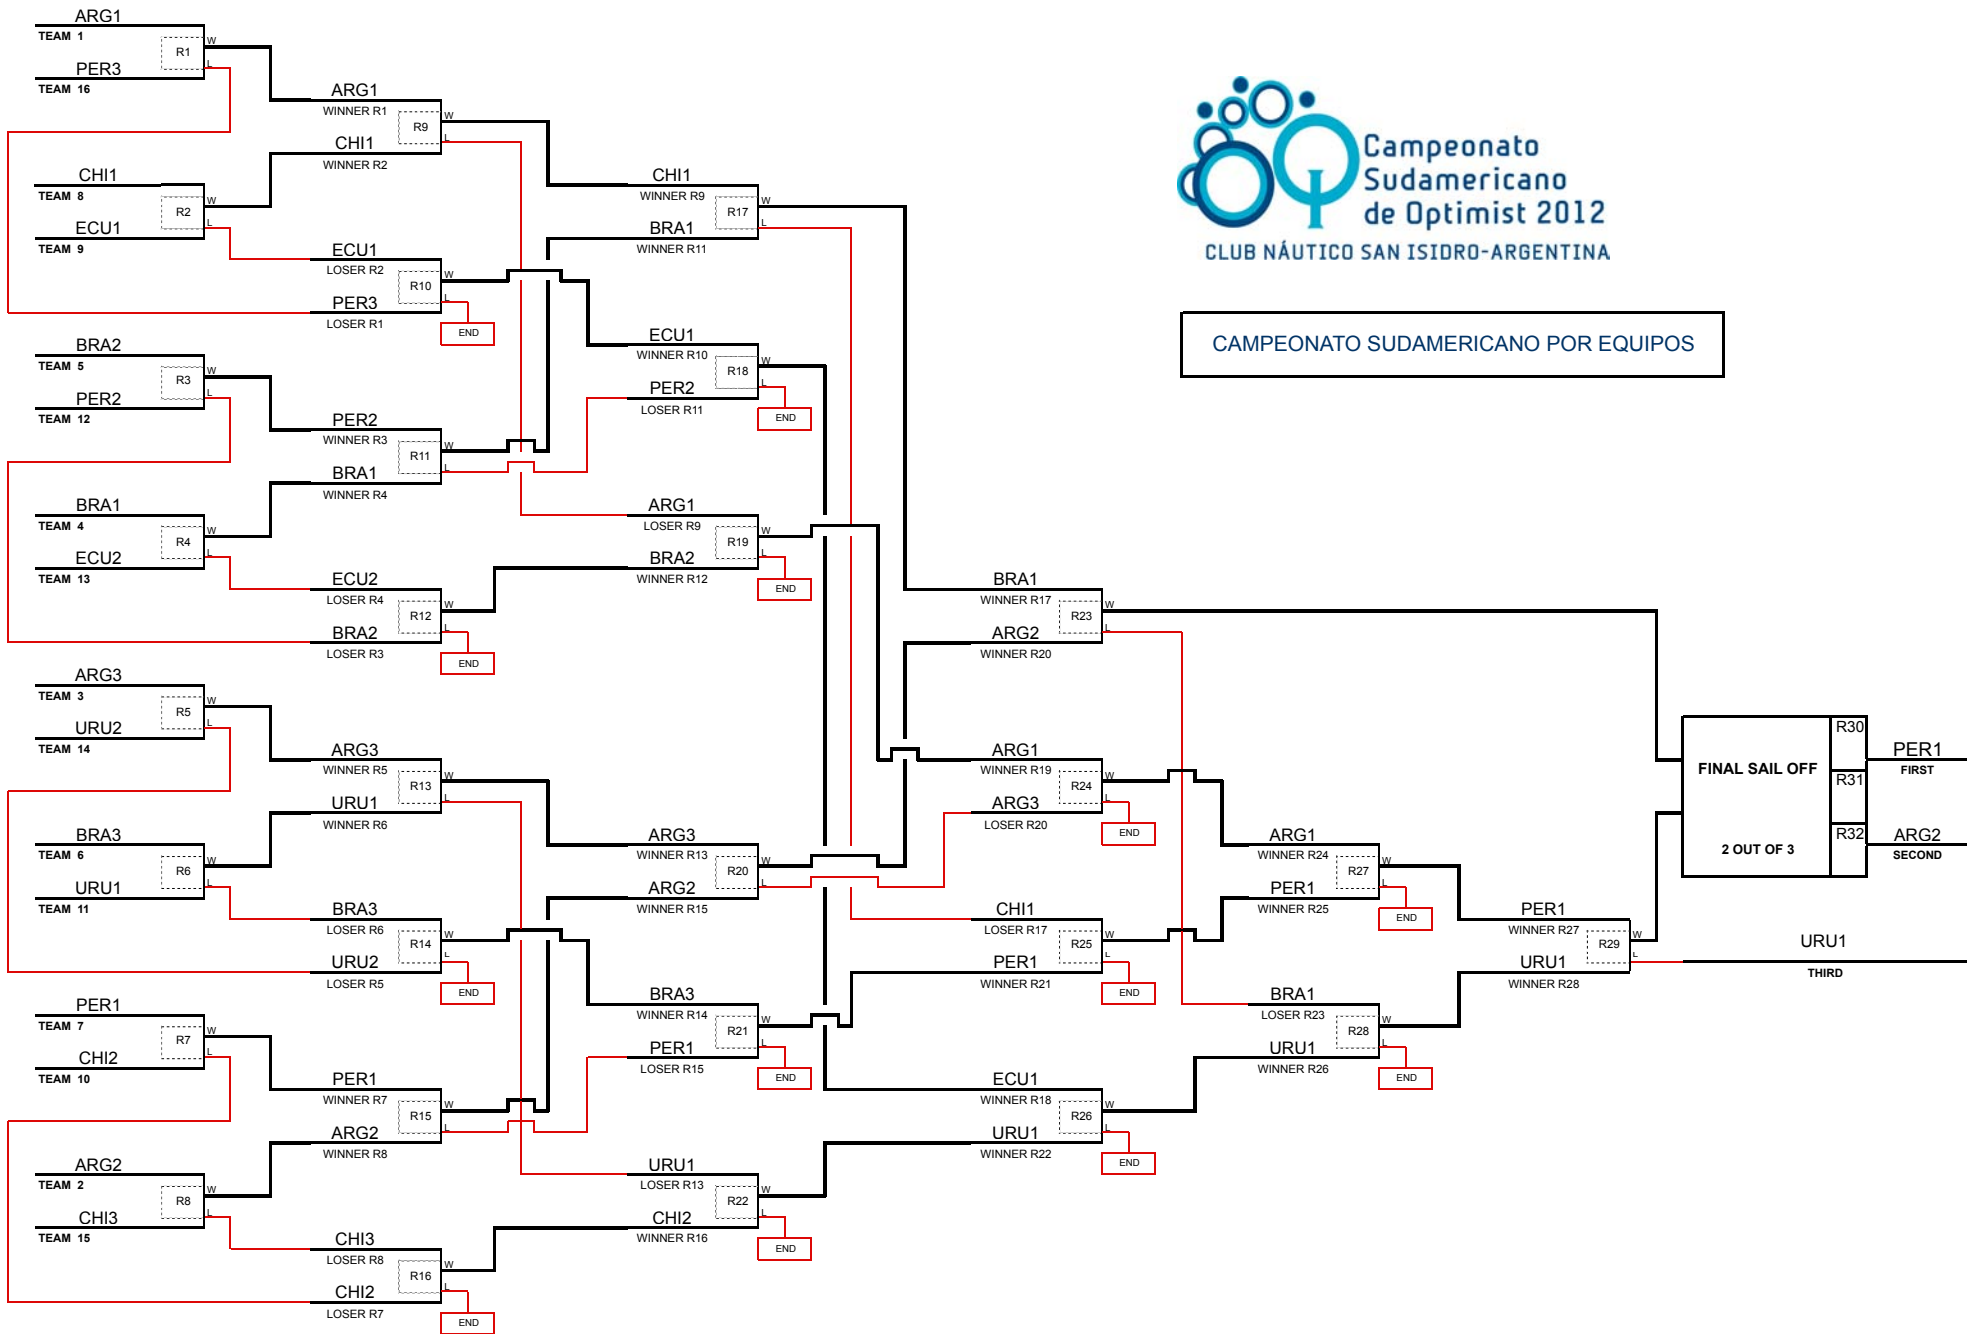 ARG1
TEAM 1
R1
W
L
PER3
TEAM 16
CHI1
TEAM 8
R2
W
L
ECU1
TEAM 9
BRA2
TEAM 5
R3
W
L
PER2
TEAM 12
BRA1
TEAM 4
R4
W
L
ECU2
TEAM 13
ARG3
TEAM 3
R5
W
L
URU2
TEAM 14
BRA3
TEAM 6
R6
W
L
URU1
TEAM 11
PER1
TEAM 7
R7
W
L
CHI2
TEAM 10
ARG2
TEAM 2
R8
W
L
CHI3
TEAM 15
ARG1
WINNER R1
R9
W
L
CHI1
WINNER R2
ECU1
LOSER R2
R10
W
L
PER3
LOSER R1
END
PER2
WINNER R3
R11
W
L
BRA1
WINNER R4
ECU2
LOSER R4
R12
W
L
BRA2
LOSER R3
END
ARG3
WINNER R5
R13
W
L
URU1
WINNER R6
BRA3
LOSER R6
R14
W
L
URU2
LOSER R5
END
PER1
WINNER R7
R15
W
L
ARG2
WINNER R8
CHI3
LOSER R8
R16
W
L
CHI2
LOSER R7
END
CHI1
WINNER R9
R17
W
L
BRA1
WINNER R11
ECU1
WINNER R10
R18
W
L
PER2
LOSER R11
END
ARG1
LOSER R9
R19
W
L
BRA2
WINNER R12
END
ARG3
WINNER R13
R20
W
L
ARG2
WINNER R15
BRA3
WINNER R14
R21
W
L
PER1
LOSER R15
END
URU1
LOSER R13
R22
W
L
CHI2
WINNER R16
END
BRA1
WINNER R17
R23
W
L
ARG2
WINNER R20
ARG1
WINNER R19
R24
W
L
ARG3
LOSER R20
END
CHI1
LOSER R17
R25
W
L
PER1
WINNER R21
END
ECU1
WINNER R18
R26
W
L
URU1
WINNER R22
END
ARG1
WINNER R24
R27
W
L
PER1
WINNER R25
END
BRA1
LOSER R23
R28
W
L
URU1
WINNER R26
END
PER1
WINNER R27
R29
W
L
URU1
WINNER R28
FINAL SAIL OFF
2 OUT OF 3
R30
R31
R32
PER1
FIRST
ARG2
SECOND
URU1
THIRD
Campeonato
Sudamericano
de Optimist 2012
CLUB NÁUTICO SAN ISIDRO-ARGENTINA
CAMPEONATO SUDAMERICANO POR EQUIPOS